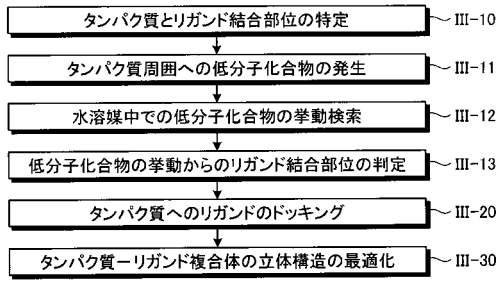 タンパク質とリガンド結合部位の特定 III-10
タンパク質周囲への低分子化合物の発生 III-11
水溶媒中での低分子化合物の挙動検索 III-12
低分子化合物の挙動からのリガンド結合部位の判定 III-13
タンパク質へのリガンドのドッキング III-20
タンパク質－リガンド複合体の立体構造の最適化 III-30